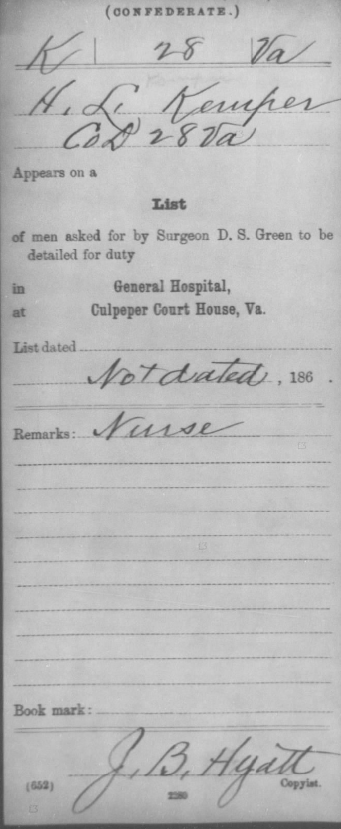 (CONFEDERATE.)
K | 28 | Va
H. L. Kemper
Co D 28 Va
Appears on a
List
of men asked for by Surgeon D. S. Green to be
detailed for duty
in General Hospital,
at Culpeper Court House, Va.
List dated
Not dated, 186 .
Remarks: Nurse
Book mark:
J. B. Hyatt
(652) Copyist.
2280